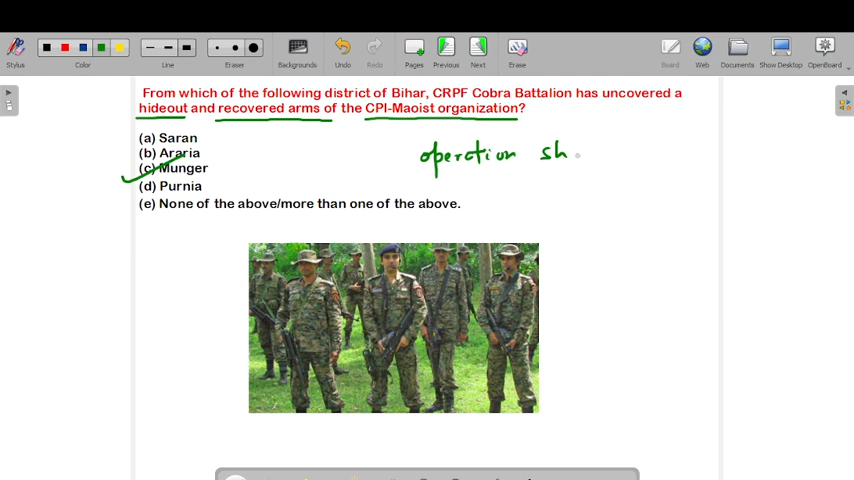 Stylus
Color
Line
Eraser
Backgrounds
Undo
Redo
Pages
Previous
Next
Erase
Board
Web
Documents
Show Desktop
OpenBoard
From which of the following district of Bihar, CRPF Cobra Battalion has uncovered a
hideout and recovered arms of the CPI-Maoist organization?
(a) Saran
(b) Araria
(c) Munger
(d) Purnia
(e) None of the above/more than one of the above.
operation sh